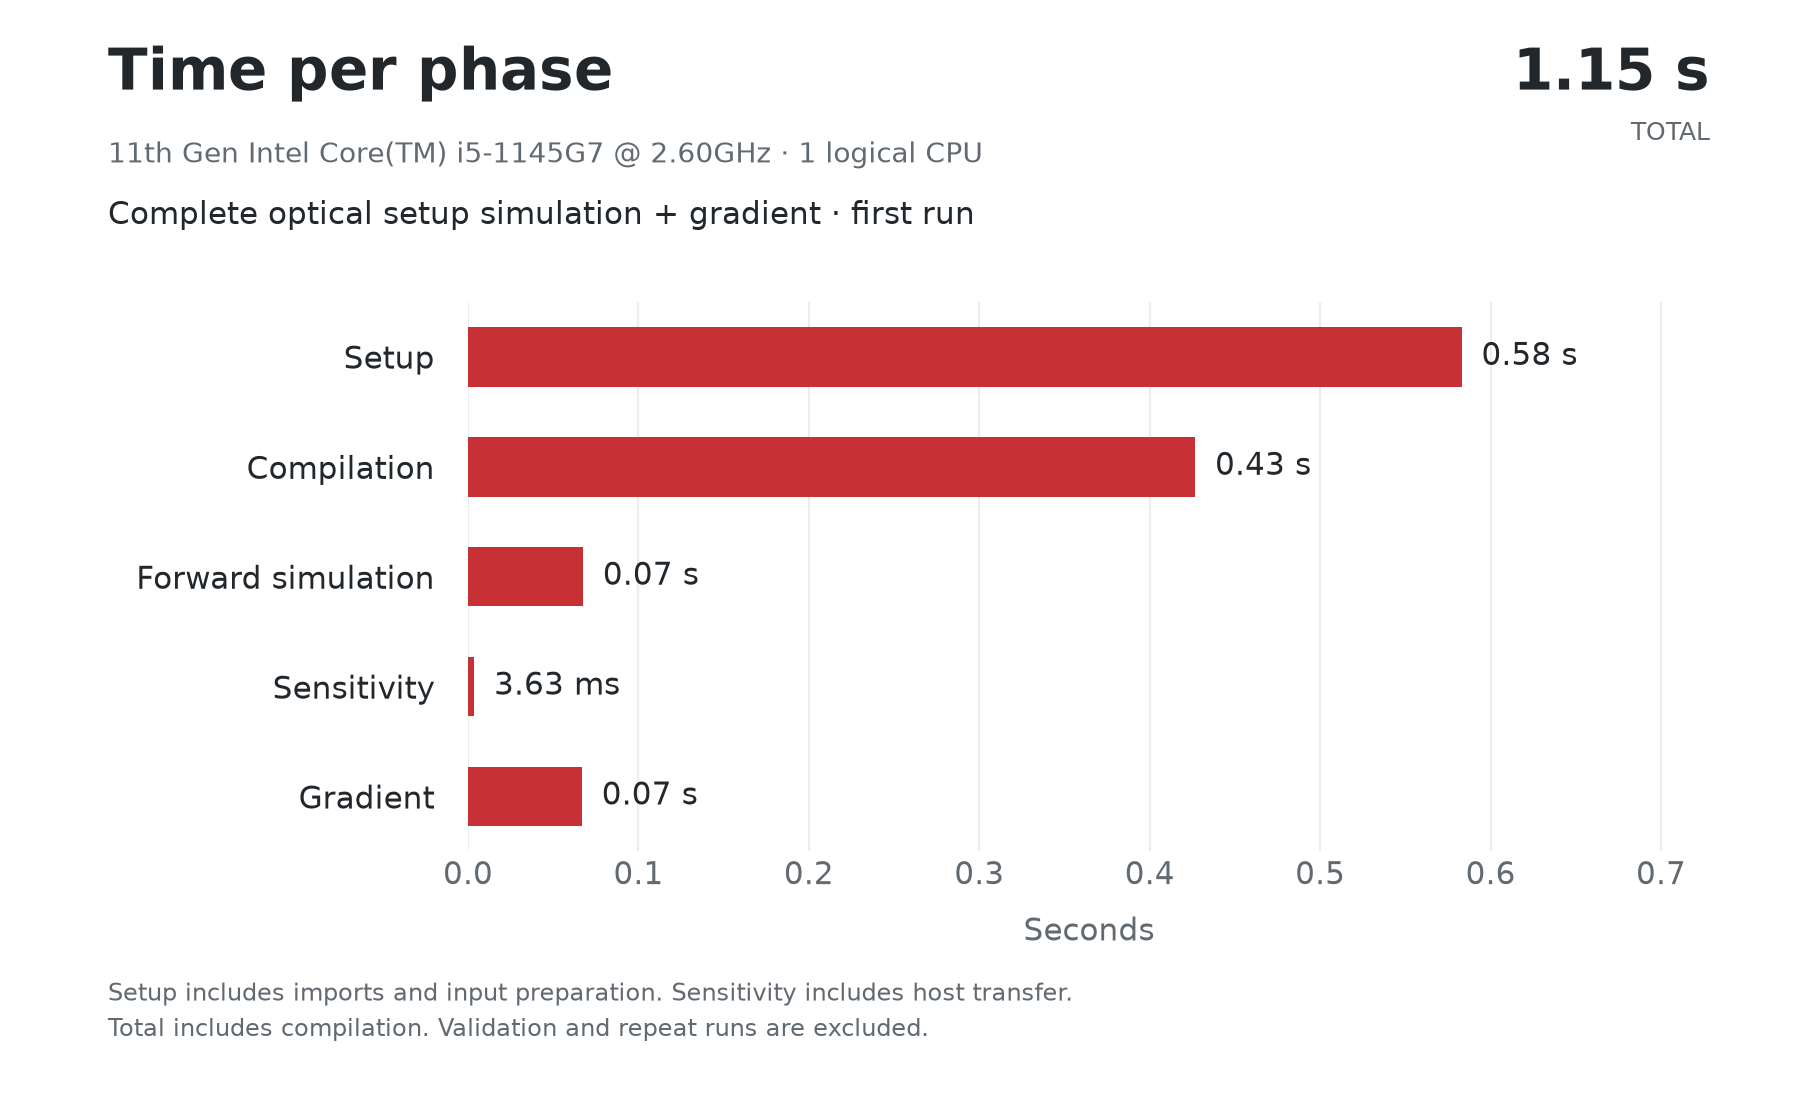 Time per phase
1.15 s
TOTAL
11th Gen Intel Core(TM) i5-1145G7 @ 2.60GHz · 1 logical CPU
Complete optical setup simulation + gradient · first run
Setup
0.58 s
Compilation
0.43 s
Forward simulation
0.07 s
Sensitivity
3.63 ms
Gradient
0.07 s
0.0 0.1 0.2 0.3 0.4 0.5 0.6 0.7
Seconds
Setup includes imports and input preparation. Sensitivity includes host transfer.
Total includes compilation. Validation and repeat runs are excluded.